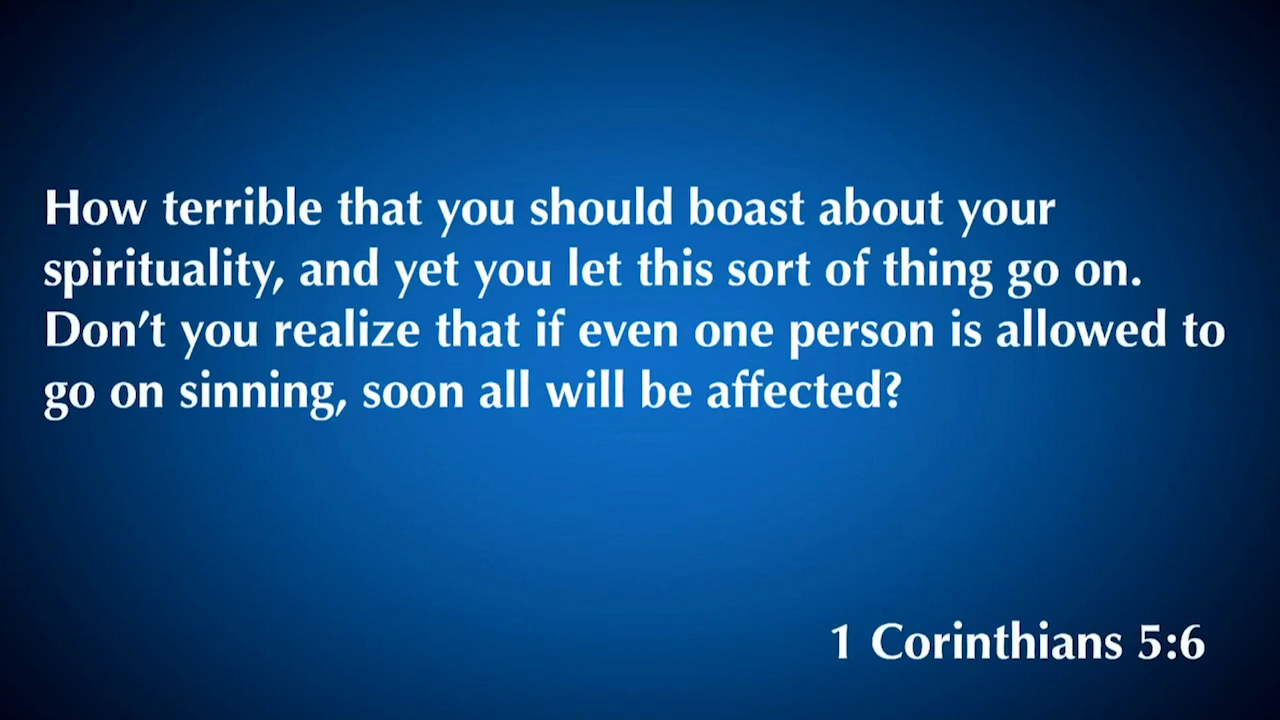 How terrible that you should boast about your
spirituality, and yet you let this sort of thing go on.
Don’t you realize that if even one person is allowed to
go on sinning, soon all will be affected?
1 Corinthians 5:6